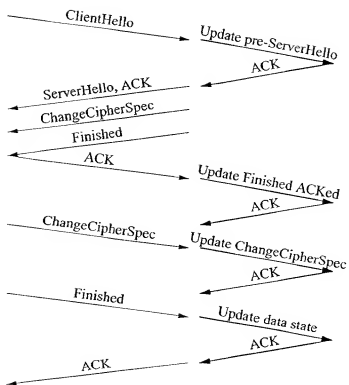 ClientHello
Update pre-ServerHello
ACK
ServerHello, ACK
ChangeCipherSpec
Finished
ACK
Update Finished ACKed
ACK
ChangeCipherSpec
Update ChangeCipherSpec
ACK
Finished
Update data state
ACK
ACK